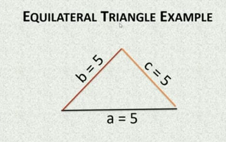 EQUILATERAL TRIANGLE EXAMPLE
b = 5
c = 5
a = 5